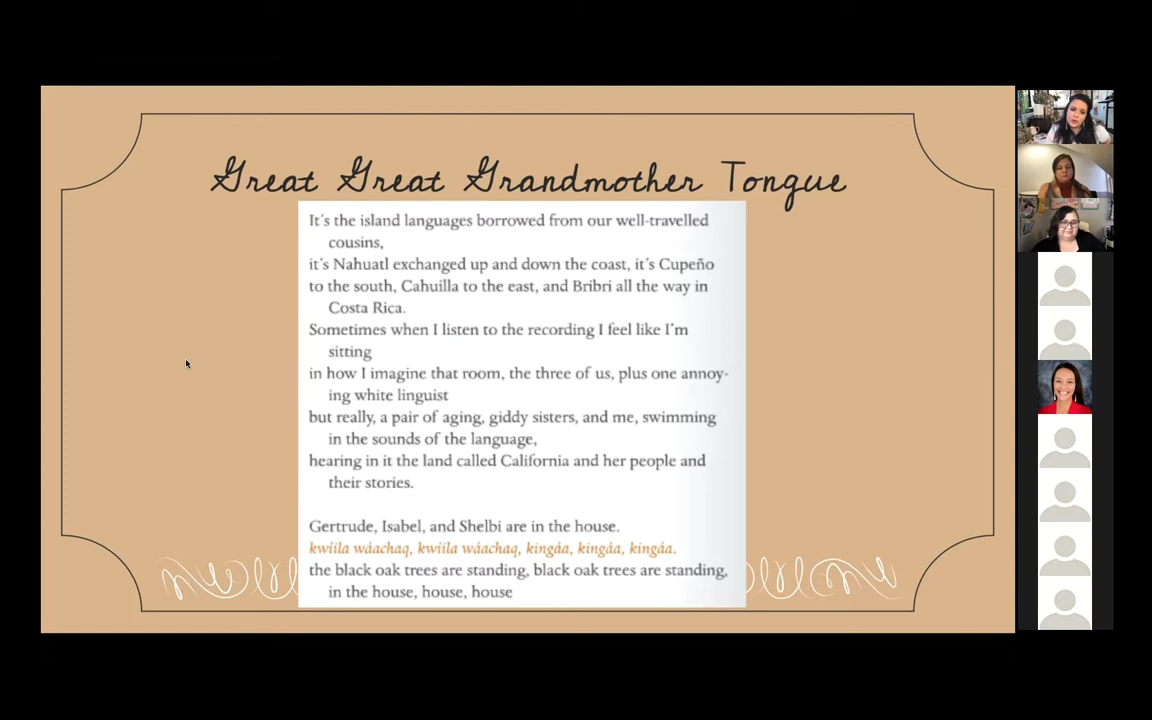 Great Great Grandmother Tongue
It's the island languages borrowed from our well-travelled
cousins,
it's Nahuatl exchanged up and down the coast, it's Cupeño
to the south, Cahuilla to the east, and Bribri all the way in
Costa Rica.
Sometimes when I listen to the recording I feel like I'm
sitting
in how I imagine that room, the three of us, plus one annoy-
ing white linguist
but really, a pair of aging, giddy sisters, and me, swimming
in the sounds of the language,
hearing in it the land called California and her people and
their stories.
Gertrude, Isabel, and Shelbi are in the house.
kwíila wáachaq, kwíila wáachaq, kingáa, kingáa, kingáa.
the black oak trees are standing, black oak trees are standing,
in the house, house, house